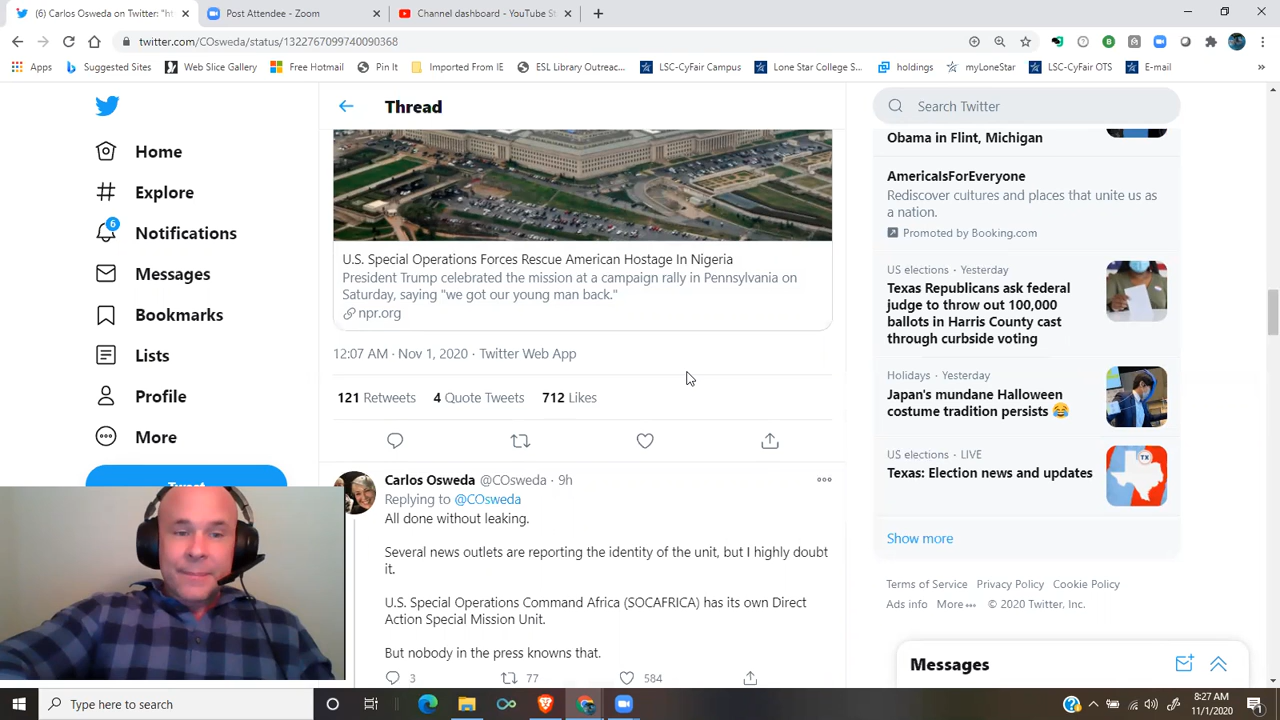 (6) Carlos Osweda on Twitter: "ht
Post Attendee - Zoom
Channel dashboard - YouTube St
twitter.com/COsweda/status/1322767099740090368
Apps
Suggested Sites
Web Slice Gallery
Free Hotmail
Pin It
Imported From IE
ESL Library Outreac...
LSC-CyFair Campus
Lone Star College S...
holdings
myLoneStar
LSC-CyFair OTS
E-mail
»
Home
Explore
6
Notifications
Messages
Bookmarks
Lists
Profile
More
Tweet
Thread
U.S. Special Operations Forces Rescue American Hostage In Nigeria
President Trump celebrated the mission at a campaign rally in Pennsylvania on
Saturday, saying "we got our young man back."
npr.org
12:07 AM · Nov 1, 2020 · Twitter Web App
121 Retweets 4 Quote Tweets 712 Likes
Carlos Osweda @COsweda · 9h
Replying to @COsweda
All done without leaking.
Several news outlets are reporting the identity of the unit, but I highly doubt
it.
U.S. Special Operations Command Africa (SOCAFRICA) has its own Direct
Action Special Mission Unit.
But nobody in the press knowns that.
3 77 584
Search Twitter
Obama in Flint, Michigan
AmericaIsForEveryone
Rediscover cultures and places that unite us as
a nation.
Promoted by Booking.com
US elections · Yesterday
Texas Republicans ask federal
judge to throw out 100,000
ballots in Harris County cast
through curbside voting
Holidays · Yesterday
Japan's mundane Halloween
costume tradition persists 😂
US elections · LIVE
Texas: Election news and updates
TX
Show more
Terms of Service Privacy Policy Cookie Policy
Ads info More © 2020 Twitter, Inc.
Messages
Type here to search
8:27 AM
11/1/2020